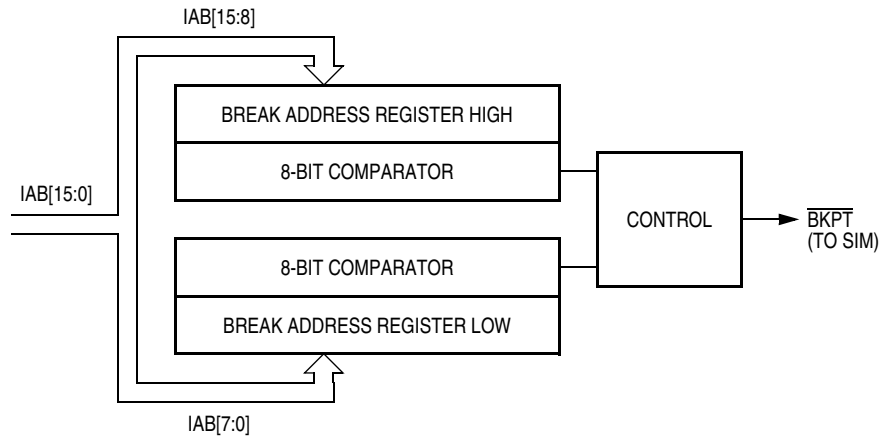 IAB[15:8]
BREAK ADDRESS REGISTER HIGH
8-BIT COMPARATOR
IAB[15:0]
CONTROL
BKPT
(TO SIM)
8-BIT COMPARATOR
BREAK ADDRESS REGISTER LOW
IAB[7:0]